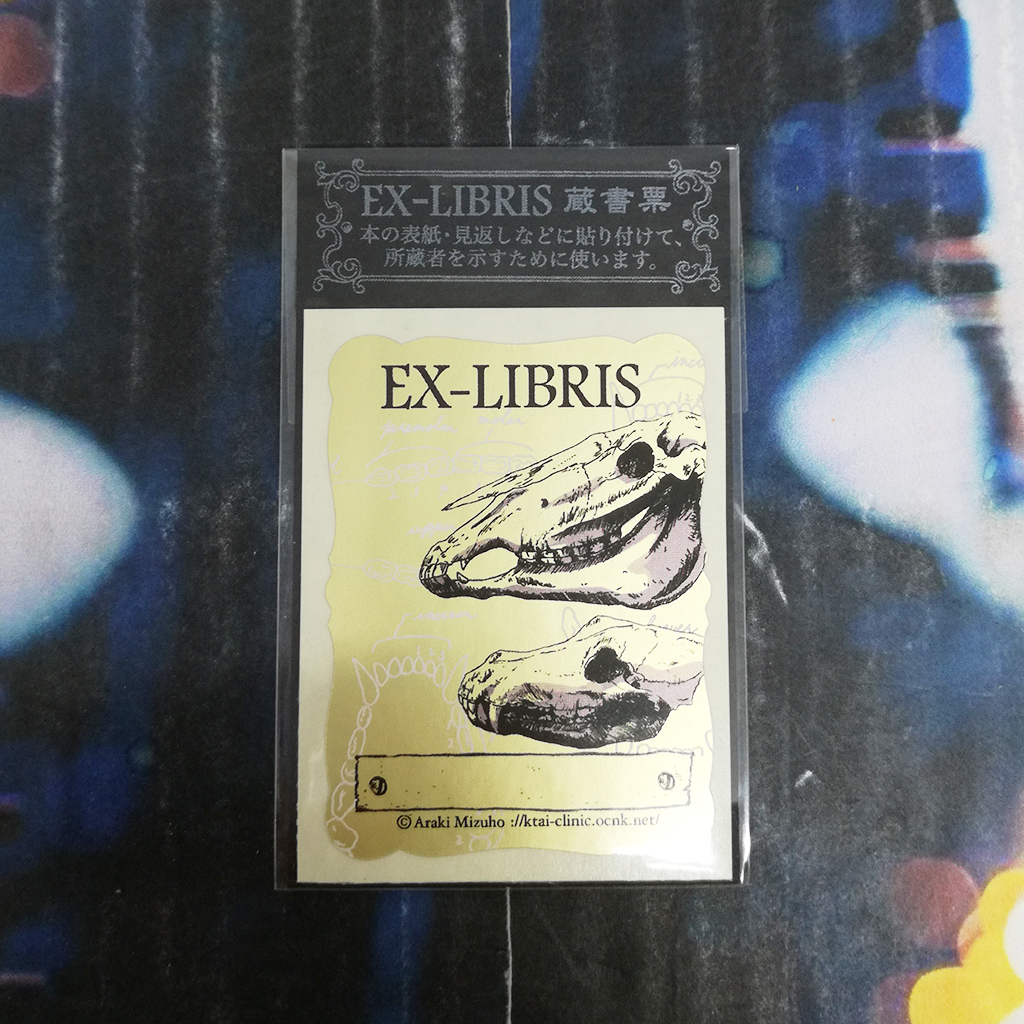 EX-LIBRIS 蔵書票
本の表紙・見返しなどに貼り付けて、
所蔵者を示すために使います。
EX-LIBRIS
© Araki Mizuho ://ktai-clinic.ocnk.net/